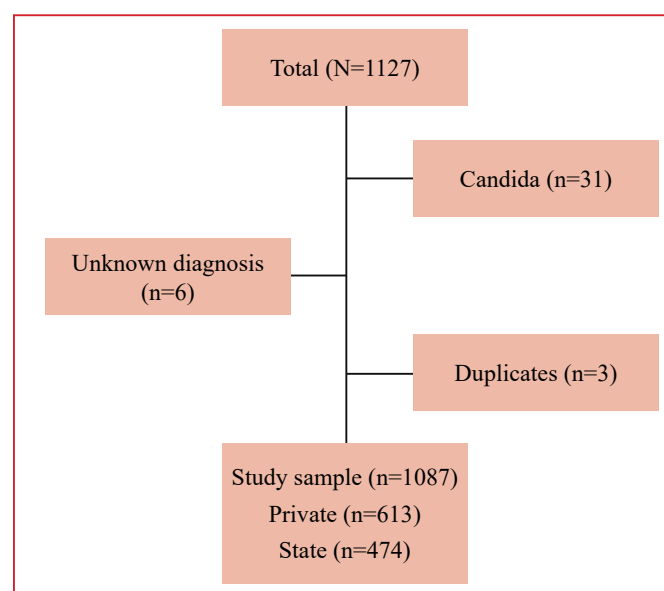 Total (N=1127)
Candida (n=31)
Unknown diagnosis
(n=6)
Duplicates (n=3)
Study sample (n=1087)
Private (n=613)
State (n=474)